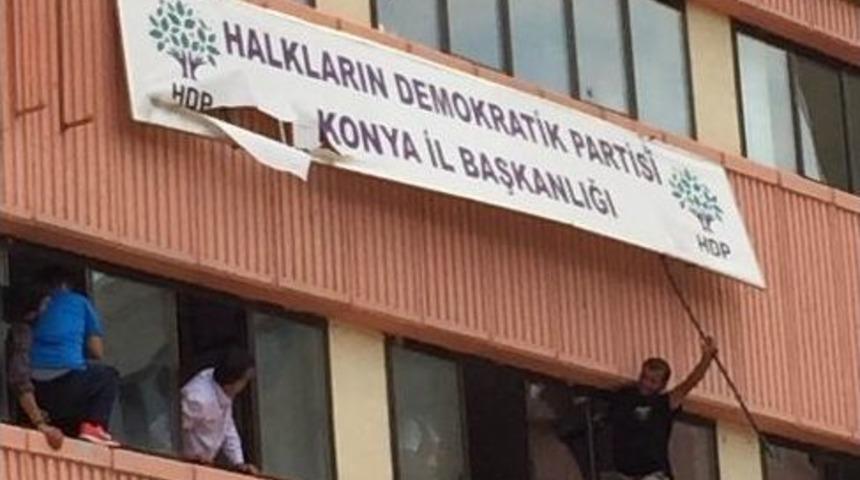 HALKLARIN DEMOKRATİK PARTİSİ
KONYA İL BAŞKANLIĞI
HDP
HDP